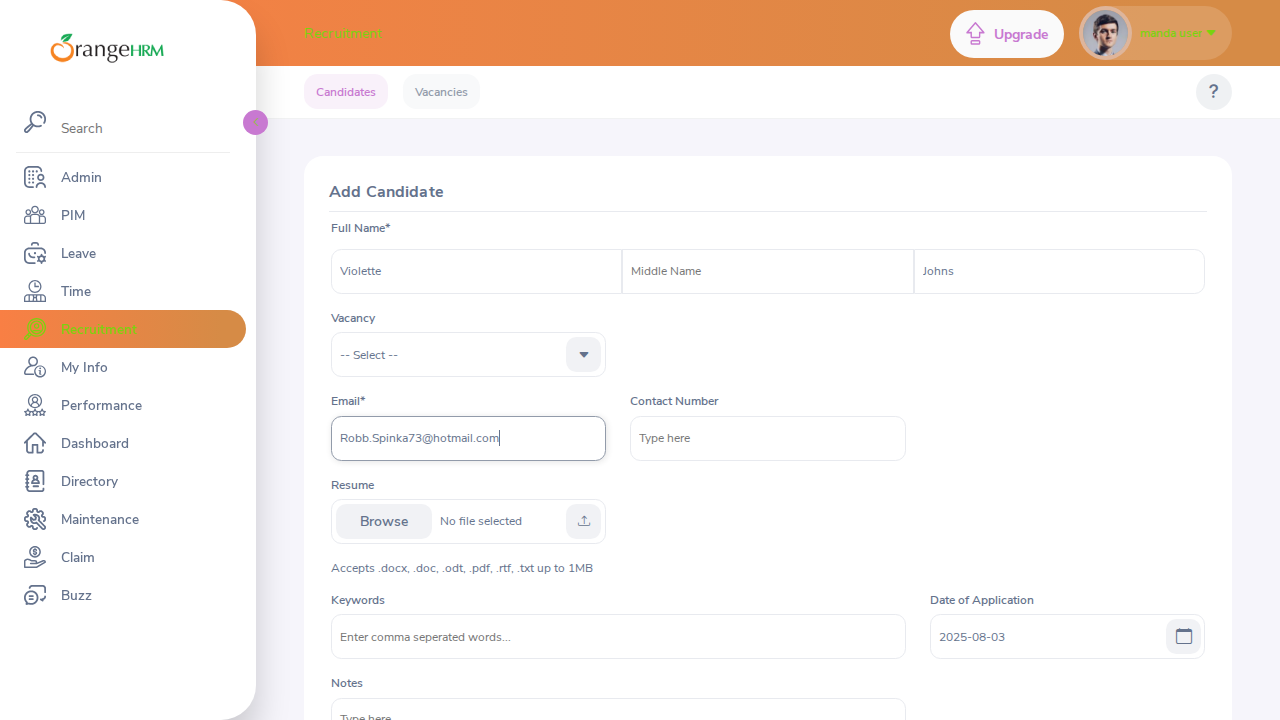 OrangeHRM
Recruitment
Upgrade
manda user
Candidates
Vacancies
?
Search
Admin
PIM
Leave
Time
Recruitment
My Info
Performance
Dashboard
Directory
Maintenance
Claim
Buzz
Add Candidate
Full Name*
Violette
Middle Name
Johns
Vacancy
-- Select --
Email*
Contact Number
Robb.Spinka73@hotmail.com
Type here
Resume
Browse
No file selected
Accepts .docx, .doc, .odt, .pdf, .rtf, .txt up to 1MB
Keywords
Date of Application
Enter comma seperated words...
2025-08-03
Notes
Type here